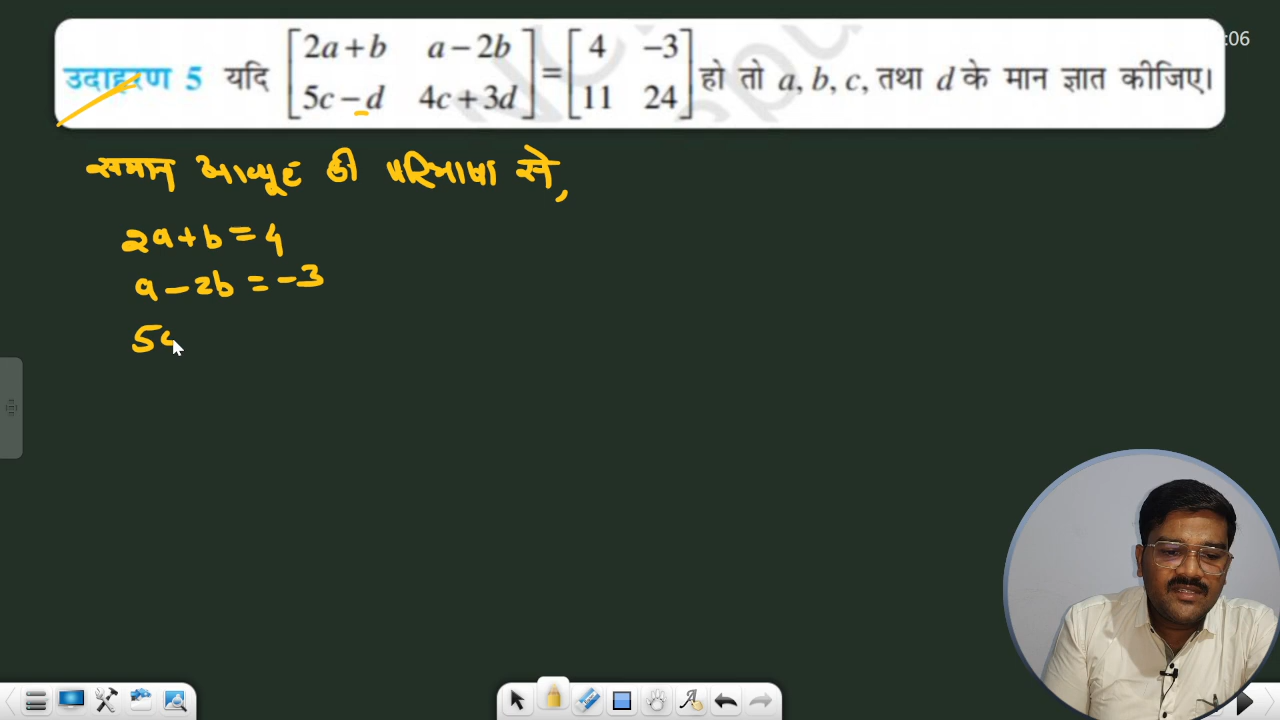 :06
उदाहरण 5 यदि [2a+b a−2b 5c−d 4c+3d] = [4 −3 11 24] हो तो a, b, c, तथा d के मान ज्ञात कीजिए।
समान आव्यूह की परिभाषा से,
2a+b=4
a−2b=−3
5c